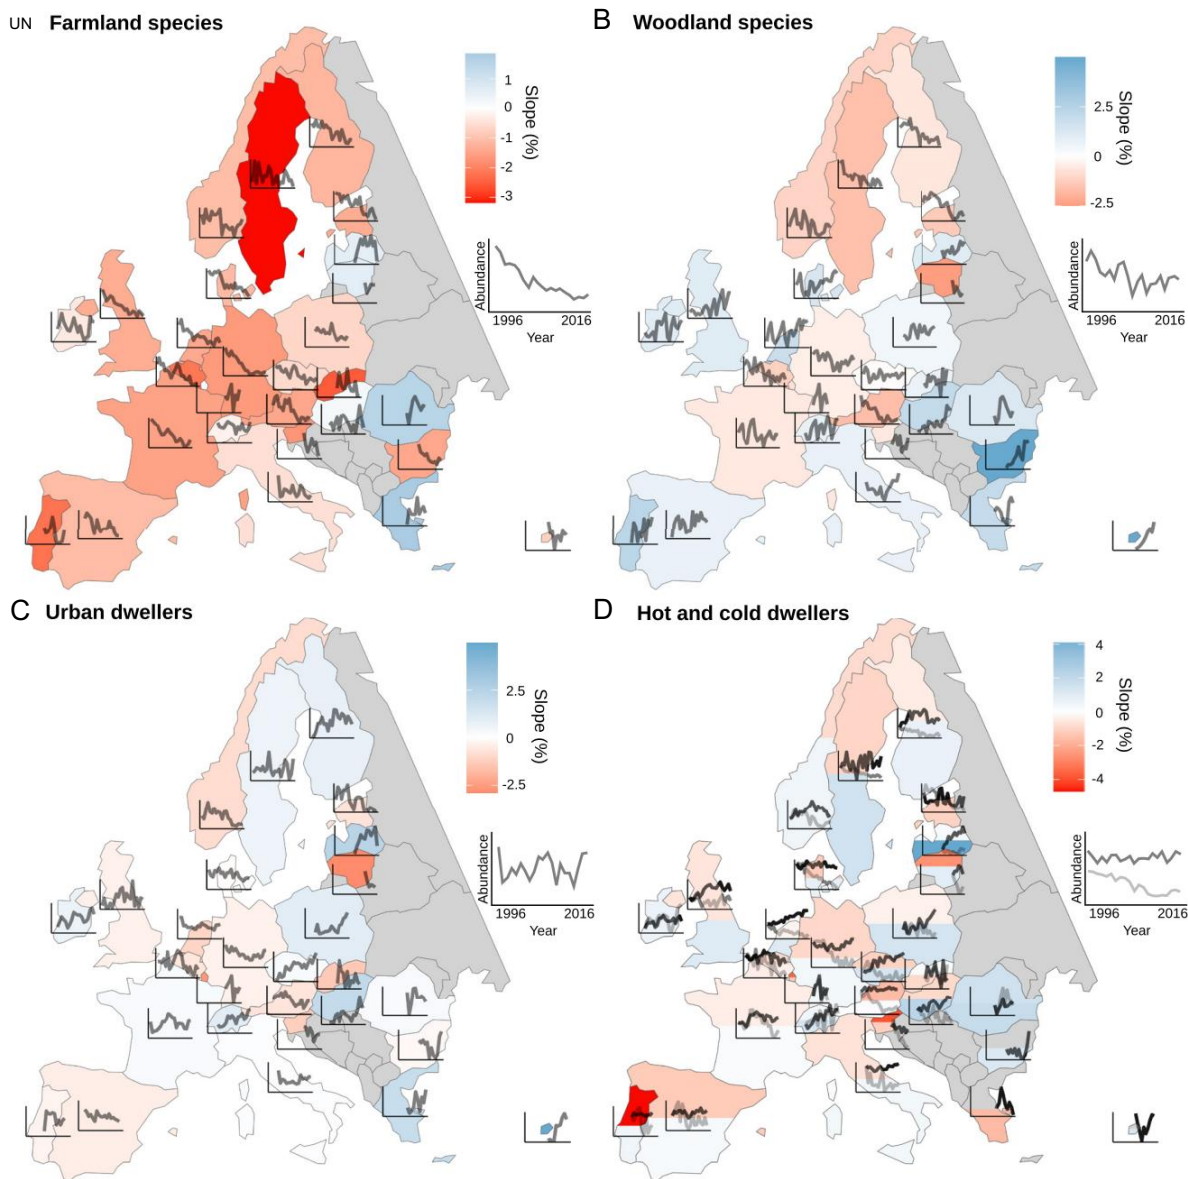 UN Farmland species
1
0
-1
-2
-3
Slope (%)
Abundance
1996 2016
Year
B Woodland species
2.5
0
-2.5
Slope (%)
Abundance
1996 2016
Year
C Urban dwellers
2.5
0
-2.5
Slope (%)
Abundance
1996 2016
Year
D Hot and cold dwellers
4
2
0
-2
-4
Slope (%)
Abundance
1996 2016
Year